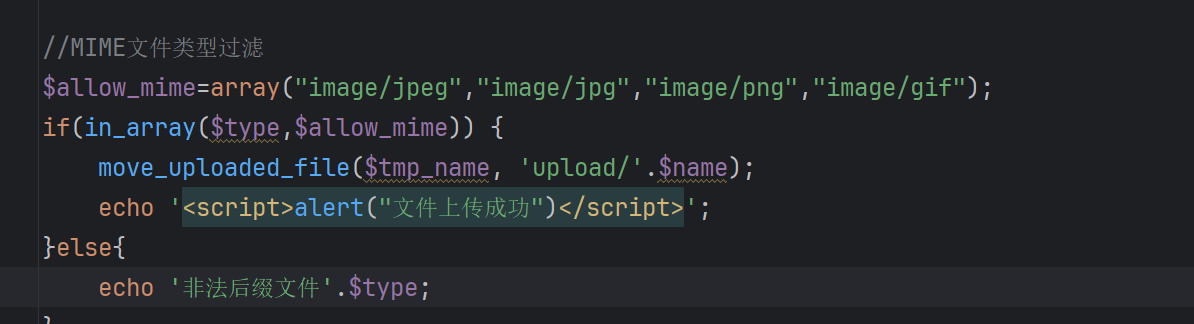 //MIME文件类型过滤
$allow_mime=array("image/jpeg","image/jpg","image/png","image/gif");
if(in_array($type,$allow_mime)) {
    move_uploaded_file($tmp_name, 'upload/'.$name);
    echo '<script>alert("文件上传成功")</script>';
}else{
    echo '非法后缀文件'.$type;
}